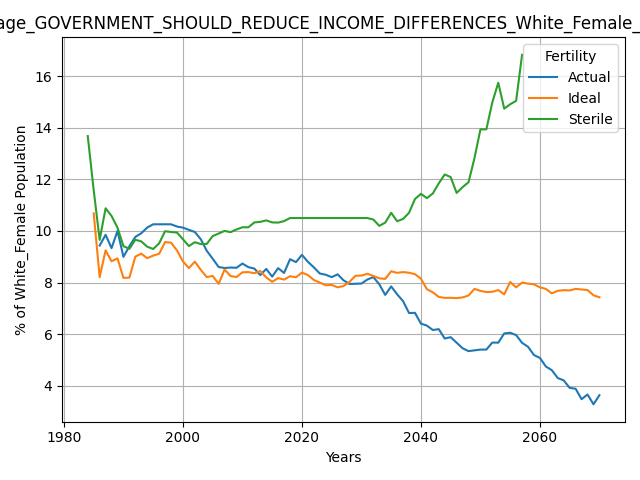 age_GOVERNMENT_SHOULD_REDUCE_INCOME_DIFFERENCES_White_Female_
Fertility
Actual
Ideal
Sterile
% of White_Female Population
16
14
12
10
8
6
4
1980 2000 2020 2040 2060
Years